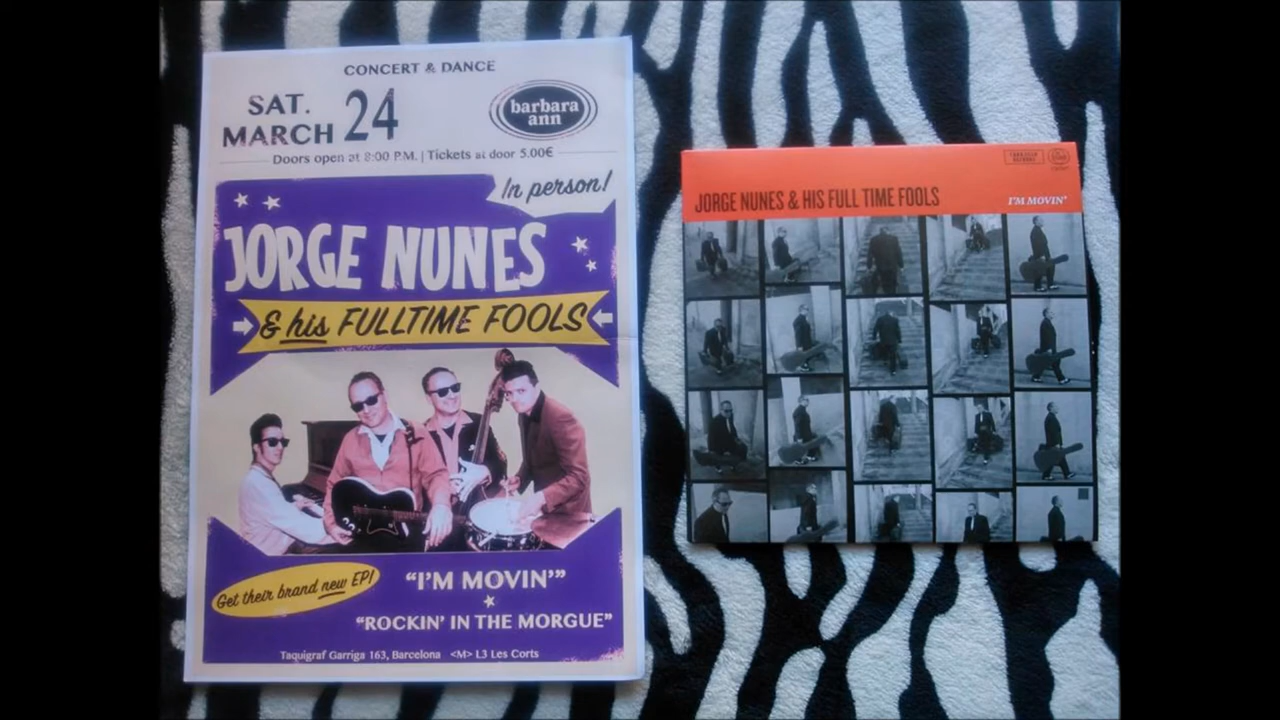 CONCERT & DANCE
SAT.
MARCH 24
barbara
ann
Doors open at 8:00 P.M. | Tickets at door 5.00€
In person!
JORGE NUNES
& his FULLTIME FOOLS
Get their brand new EP!
“I'M MOVIN'”
“ROCKIN' IN THE MORGUE”
Taquigraf Garriga 163, Barcelona <M> L3 Les Corts
JORGE NUNES & HIS FULL TIME FOOLS
I'M MOVIN'